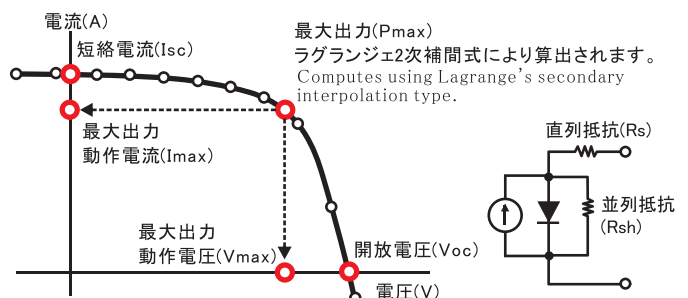 電流(A)
短絡電流(Isc)
最大出力(Pmax)
ラグランジェ2次補間式により算出されます。
Computes using Lagrange's secondary
interpolation type.
最大出力
動作電流(Imax)
最大出力
動作電圧(Vmax)
開放電圧(Voc)
電圧(V)
直列抵抗(Rs)
並列抵抗
(Rsh)